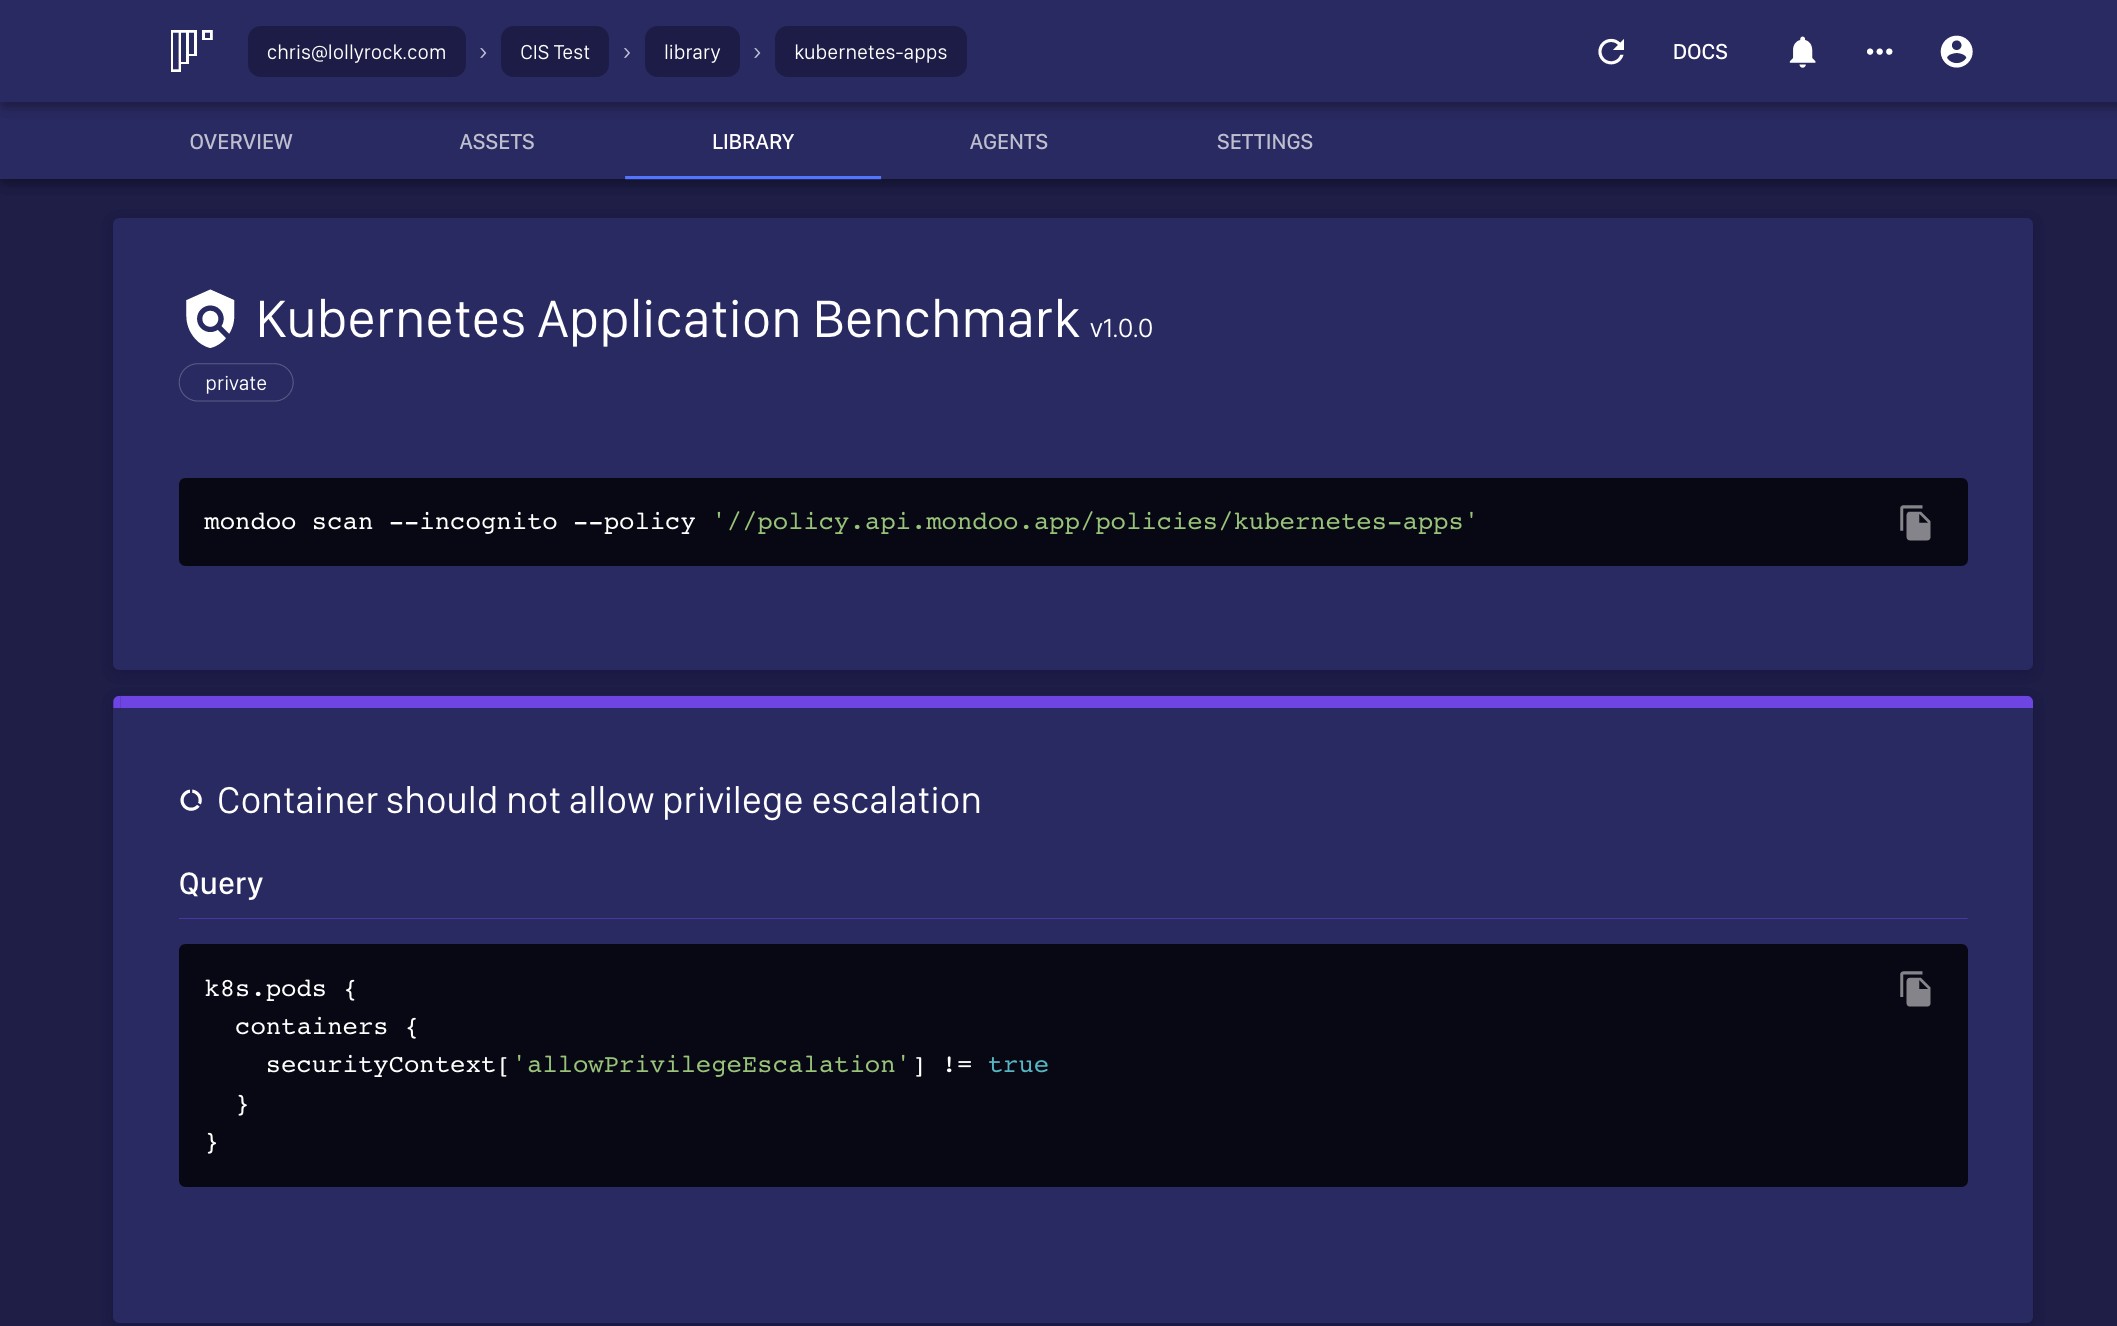 chris@lollyrock.com › CIS Test › library › kubernetes-apps DOCS
OVERVIEW ASSETS LIBRARY AGENTS SETTINGS
Kubernetes Application Benchmark v1.0.0
private
mondoo scan --incognito --policy '//policy.api.mondoo.app/policies/kubernetes-apps'
Container should not allow privilege escalation
Query
k8s.pods {
  containers {
    securityContext['allowPrivilegeEscalation'] != true
  }
}